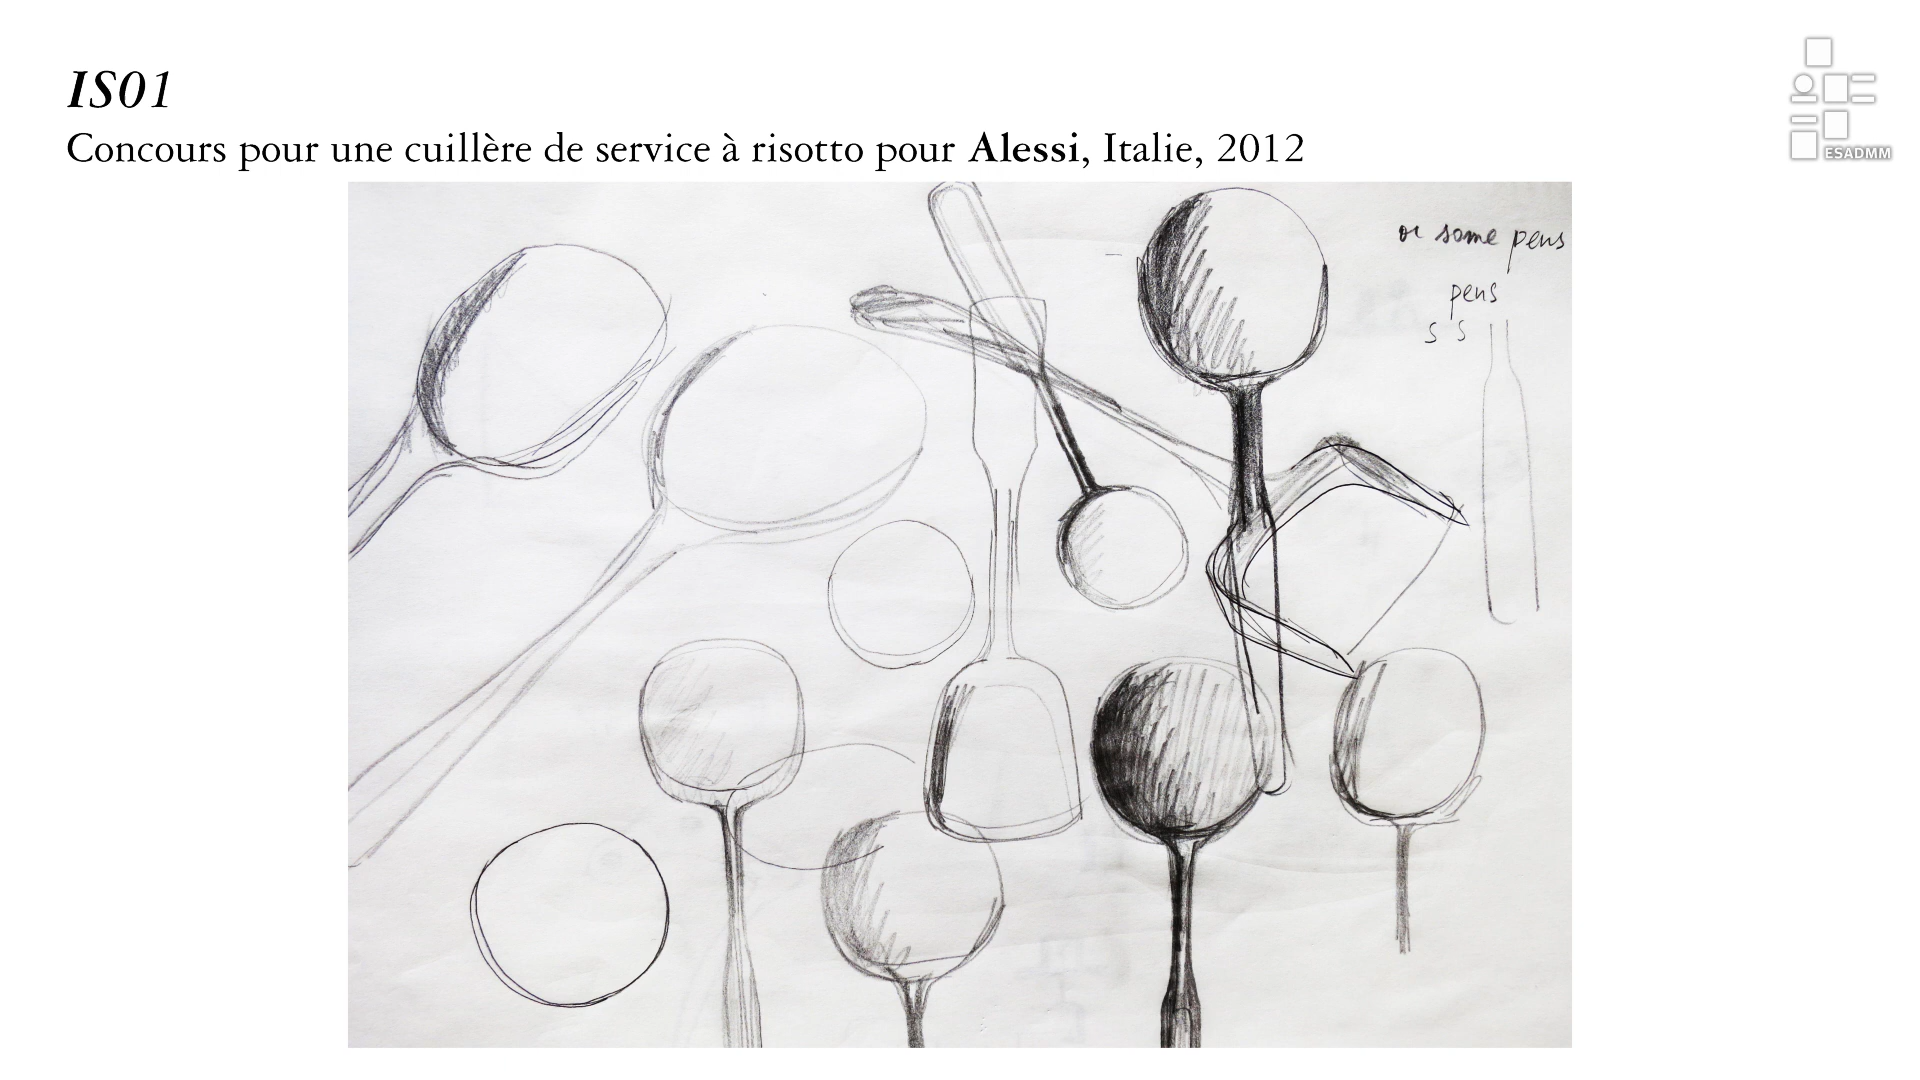 IS01
Concours pour une cuillère de service à risotto pour Alessi, Italie, 2012
ESADMM
or some pens
pens
s s